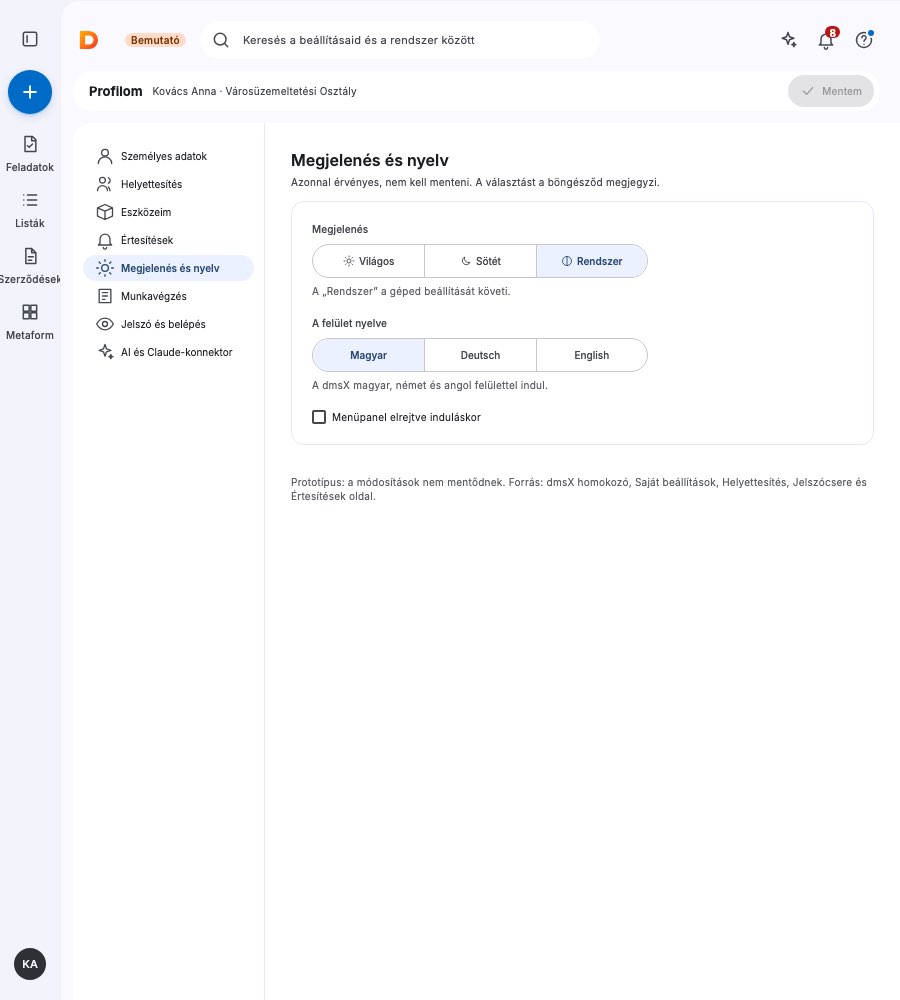 Bemutató
Keresés a beállításaid és a rendszer között
8
Profilom
Kovács Anna · Városüzemeltetési Osztály
Mentem
Feladatok
Listák
Szerződések
Metaform
KA
Személyes adatok
Helyettesítés
Eszközeim
Értesítések
Megjelenés és nyelv
Munkavégzés
Jelszó és belépés
AI és Claude-konnektor
Megjelenés és nyelv
Azonnal érvényes, nem kell menteni. A választást a böngésződ megjegyzi.
Megjelenés
Világos
Sötét
Rendszer
A „Rendszer” a géped beállítását követi.
A felület nyelve
Magyar
Deutsch
English
A dmsX magyar, német és angol felülettel indul.
Menüpanel elrejtve induláskor
Prototípus: a módosítások nem mentődnek. Forrás: dmsX homokozó, Saját beállítások, Helyettesítés, Jelszócsere és
Értesítések oldal.